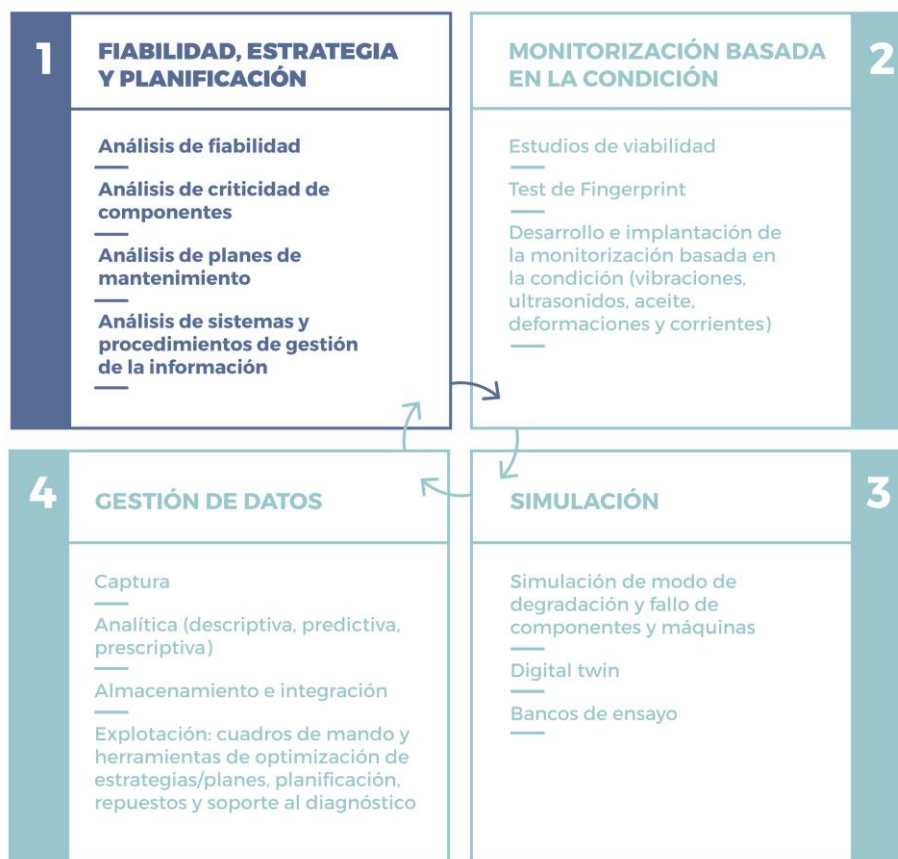 1
FIABILIDAD, ESTRATEGIA
Y PLANIFICACIÓN
Análisis de fiabilidad
Análisis de criticidad de
componentes
Análisis de planes de
mantenimiento
Análisis de sistemas y
procedimientos de gestión
de la información
MONITORIZACIÓN BASADA
EN LA CONDICIÓN
2
Estudios de viabilidad
Test de Fingerprint
Desarrollo e implantación de
la monitorización basada en
la condición (vibraciones,
ultrasonidos, aceite,
deformaciones y corrientes)
SIMULACIÓN
3
Simulación de modo de
degradación y fallo de
componentes y máquinas
Digital twin
Bancos de ensayo
4
GESTIÓN DE DATOS
Captura
Analítica (descriptiva, predictiva,
prescriptiva)
Almacenamiento e integración
Explotación: cuadros de mando y
herramientas de optimización de
estrategias/planes, planificación,
repuestos y soporte al diagnóstico